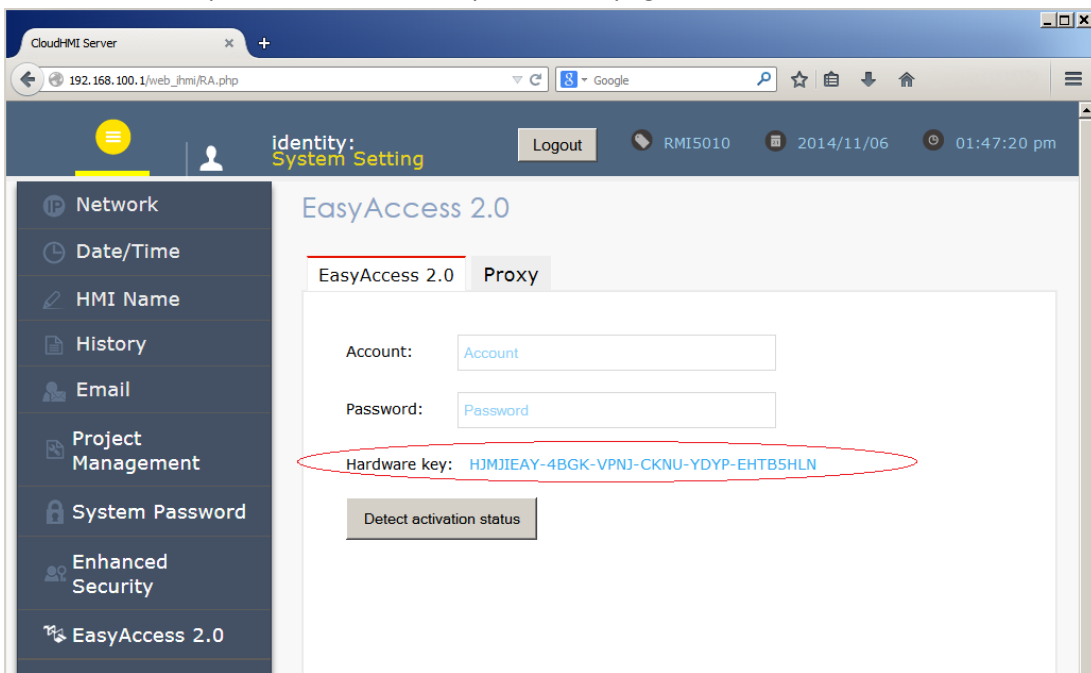 CloudHMI Server
192.168.100.1/web_ihmi/RA.php
8 Google
identity:
System Setting
Logout
RMI5010
2014/11/06
01:47:20 pm
IP Network
Date/Time
HMI Name
History
Email
Project
Management
System Password
Enhanced
Security
EasyAccess 2.0
EasyAccess 2.0
EasyAccess 2.0 Proxy
Account: Account
Password: Password
Hardware key: HJMJIEAY-4BGK-VPNJ-CKNU-YDYP-EHTB5HLN
Detect activation status